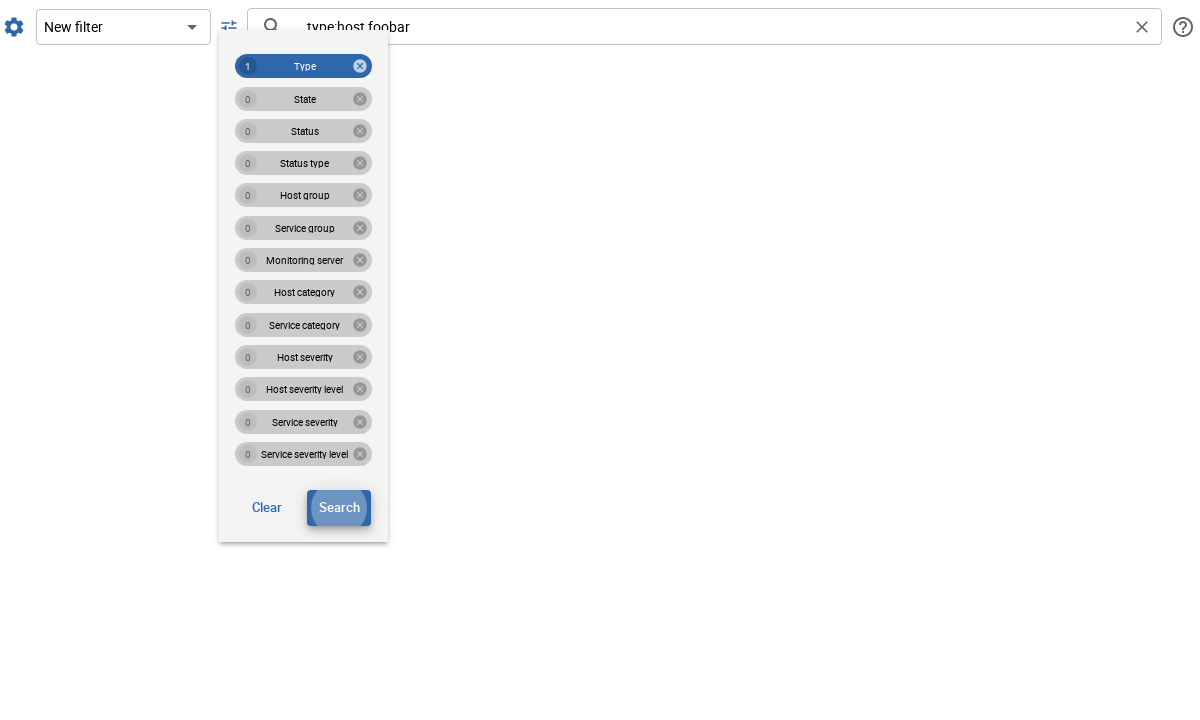 New filter
type:host foobar
1 Type
0 State
0 Status
0 Status type
0 Host group
0 Service group
0 Monitoring server
0 Host category
0 Service category
0 Host severity
0 Host severity level
0 Service severity
0 Service severity level
Clear Search